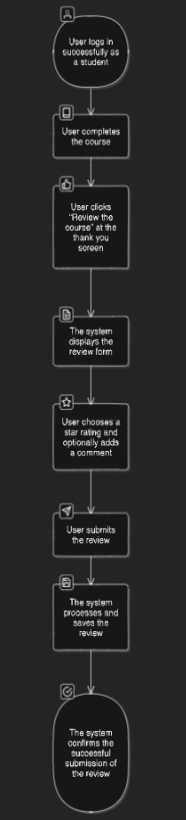 User logs in
successfully as
a student
User completes
the course
User clicks
"Review the
course" at the
thank you
screen
The system
displays the
review form
User chooses a
star rating and
optionally adds
a comment
User submits
the review
The system
processes and
saves the
review
The system
confirms the
successful
submission of
the review